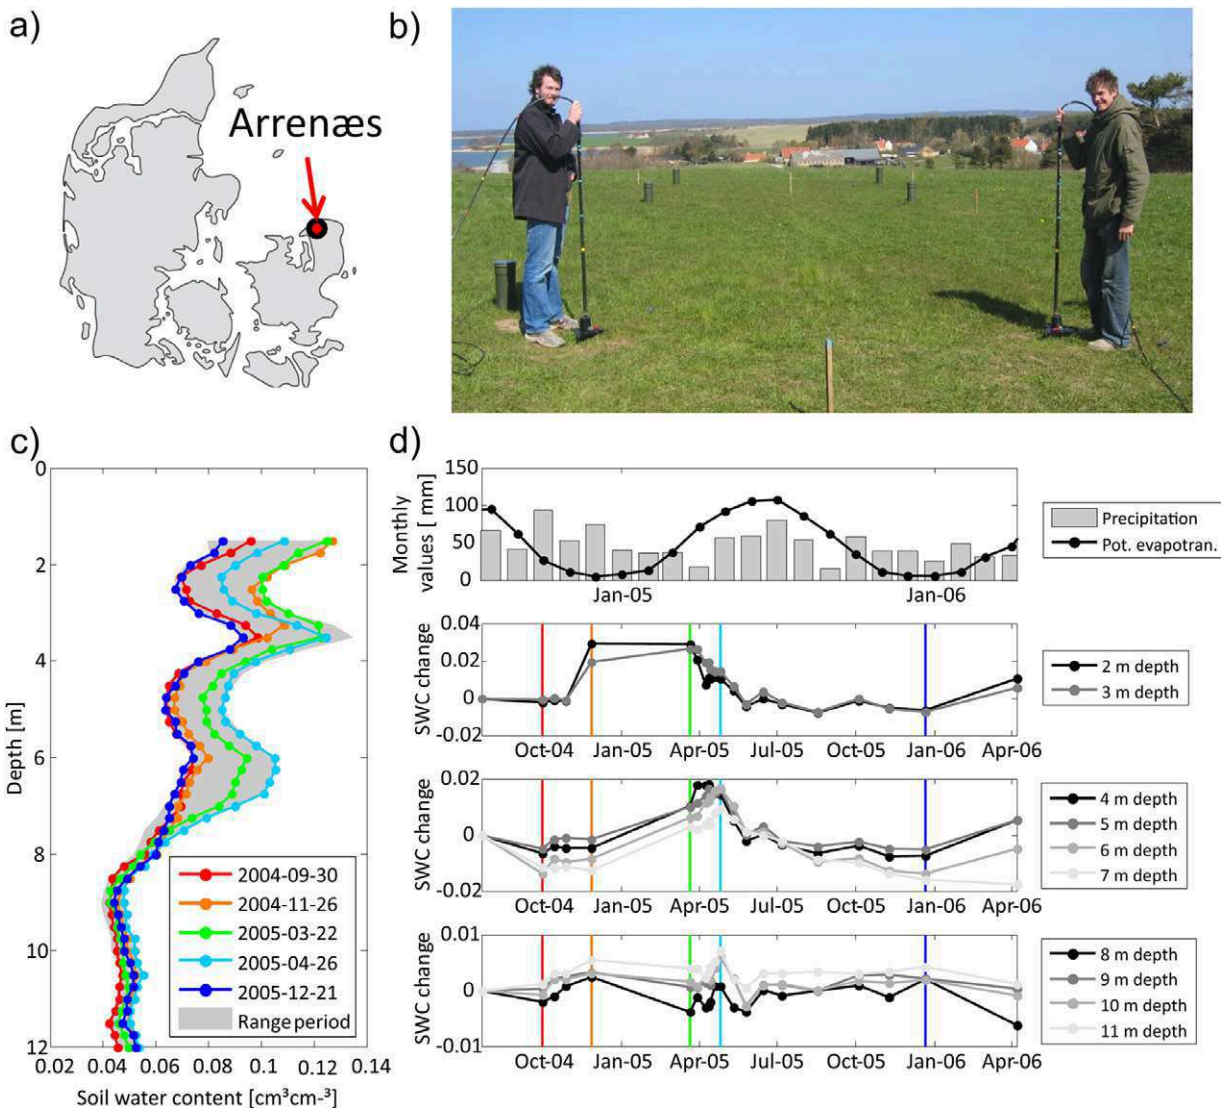 a)
Arrenæs
b)
c)
0
2
4
6
8
10
12
Depth [m]
0.02
0.04
0.06
0.08
0.1
0.12
0.14
Soil water content [cm³cm-³]
2004-09-30
2004-11-26
2005-03-22
2005-04-26
2005-12-21
Range period
d)
Monthly
values [mm]
150
100
50
0
Jan-05
Jan-06
Precipitation
Pot. evapotran.
SWC change
0.04
0.02
0
-0.02
Oct-04
Jan-05
Apr-05
Jul-05
Oct-05
Jan-06
Apr-06
2 m depth
3 m depth
SWC change
0.02
0
-0.02
Oct-04
Jan-05
Apr-05
Jul-05
Oct-05
Jan-06
Apr-06
4 m depth
5 m depth
6 m depth
7 m depth
SWC change
0.01
0
-0.01
Oct-04
Jan-05
Apr-05
Jul-05
Oct-05
Jan-06
Apr-06
8 m depth
9 m depth
10 m depth
11 m depth